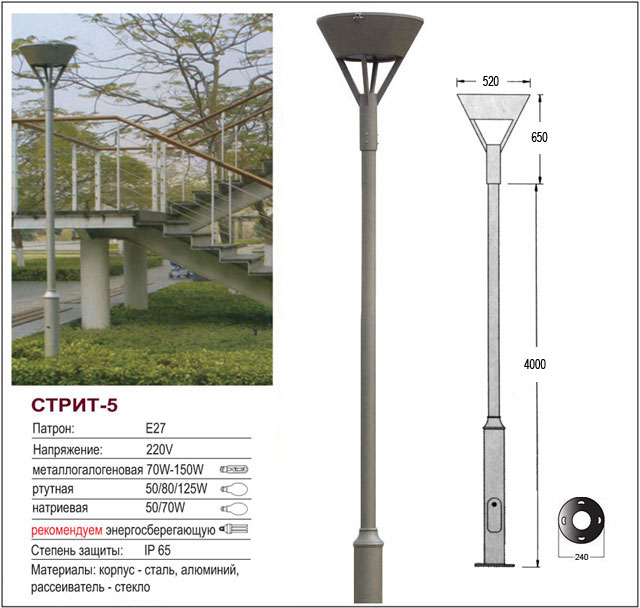 СТРИТ-5
Патрон: E27
Напряжение: 220V
металлогалогеновая 70W-150W
ртутная 50/80/125W
натриевая 50/70W
рекомендуем энергосберегающую
Степень защиты: IP 65
Материалы: корпус - сталь, алюминий,
рассеиватель - стекло
520
650
4000
240